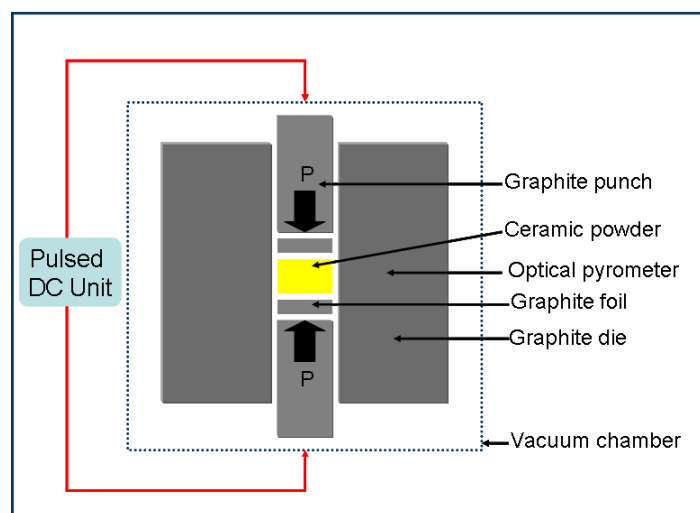 P
Graphite punch
Ceramic powder
Pulsed
DC Unit
Optical pyrometer
Graphite foil
Graphite die
P
Vacuum chamber